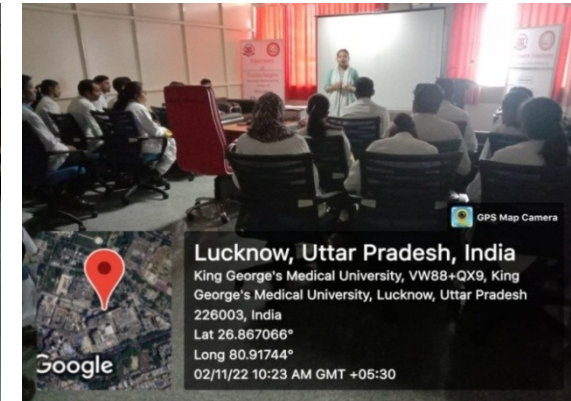 GPS Map Camera
Lucknow, Uttar Pradesh, India
King George's Medical University, VW88+QX9, King
George's Medical University, Lucknow, Uttar Pradesh
226003, India
Lat 26.867066°
Long 80.91744°
02/11/22 10:23 AM GMT +05:30
Google